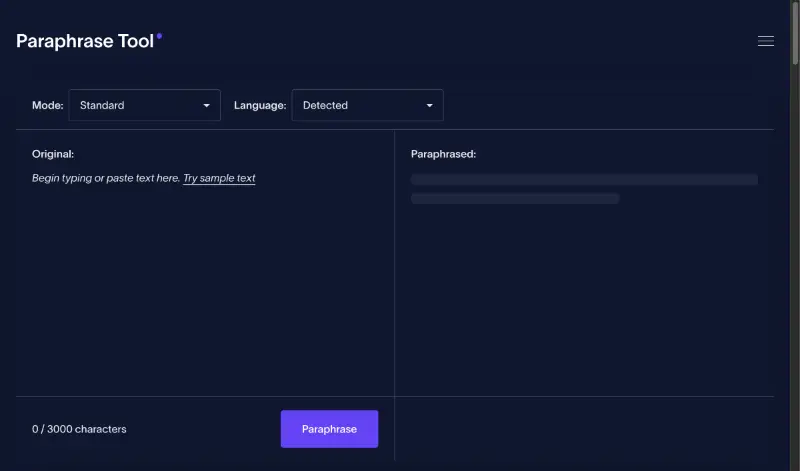 Paraphrase Tool
Mode: Standard Language: Detected
Original:
Begin typing or paste text here. Try sample text
Paraphrased:
0 / 3000 characters
Paraphrase